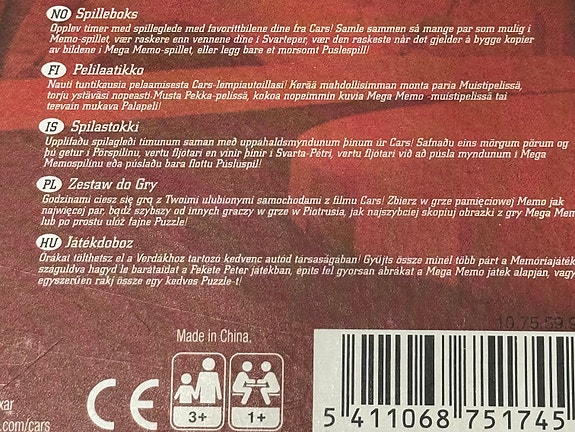 NO Spilleboks
Opplev timer med spilleglede med favorittbilene dine fra Cars! Samle sammen så mange par som mulig i
Memo-spillet, vær raskere enn vennene dine i Svarteper, vær den raskeste når det gjelder å bygge kopier
av bildene i Mega Memo-spillet, eller legg bare et morsomt Puslespill!
FI Pelilaatikko
Nauti tuntikausia pelaamisesta Cars-lempiautoillasi! Kerää mahdollisimman monta paria Muistipelissä,
torju ystäväsi nopeasti Musta Pekka-pelissä, kokoa nopeimmin kuvia Mega Memo -muistipelissä tai
teevain mukava Palapeli!
IS Spilastokki
Upplifaðu spilagleði tímunum saman með uppáhaldsmyndunum þínum úr Cars! Safnaðu eins mörgum pörum og
þú getur í Pörspilinu, vertu fljótari en vinir þínir í Svarta-Pétri, vertu fljótari við að púsla myndunum í Mega
Memospilinu eða púslaðu bara flottu Púsluspil!
PL Zestaw do Gry
Godzinami ciesz się grą z Twoimi ulubionymi samochodami z filmu Cars! Zbierz w grze pamięciowej Memo jak
najwięcej par, bądź szybszy od innych graczy w grze w Piotrusia, jak najszybciej skopiuj obrazki z gry Mega Mem
lub po prostu ułóż fajne Puzzle!
HU Játékdoboz
Órákat tölthetsz el a Verdákhoz tartozó kedvenc autód társaságában! Gyűjts össze minél több párt a Memóriajáték
száguldva hagyd le barátaidat a Fekete Péter játékban, építs fel gyorsan ábrákat a Mega Memo játék alapján, vagy
egyszerűen rakj össze egy kedves Puzzle-t!
10.75.59.9
Made in China.
CE
3+ 1+
xar
.com/cars
5 411068 751745